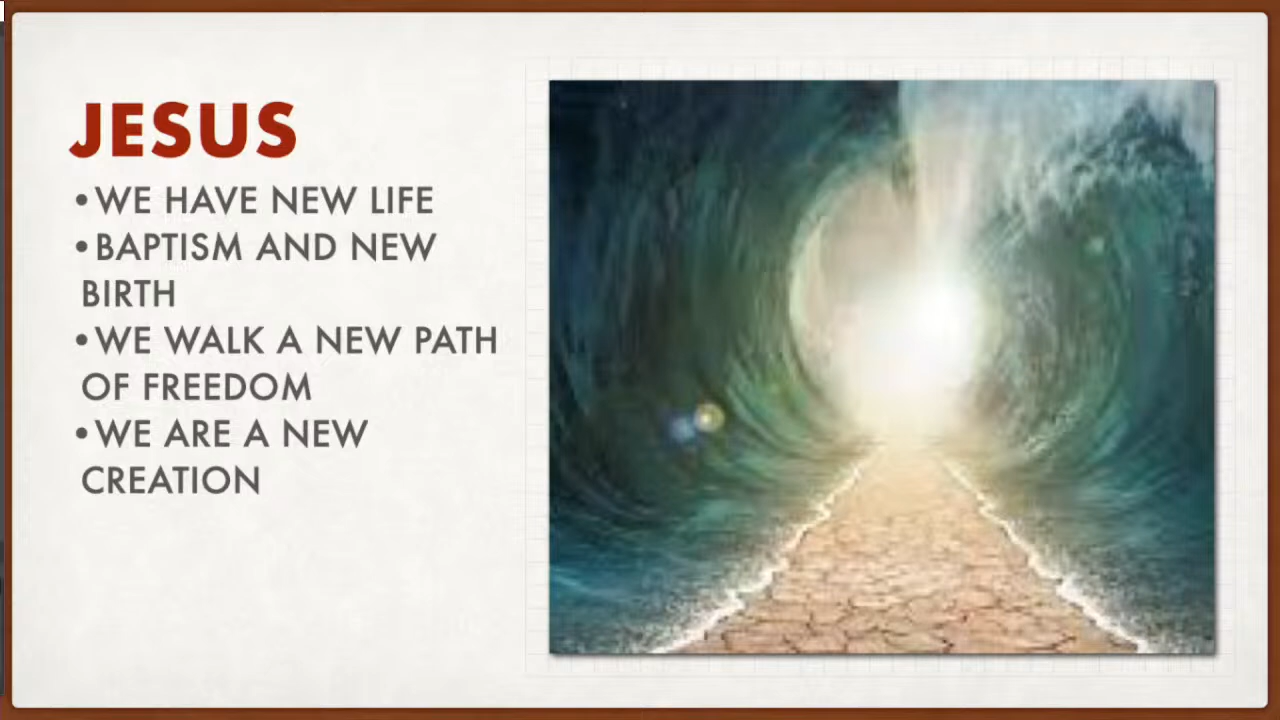 JESUS
•WE HAVE NEW LIFE
•BAPTISM AND NEW
BIRTH
•WE WALK A NEW PATH
OF FREEDOM
•WE ARE A NEW
CREATION